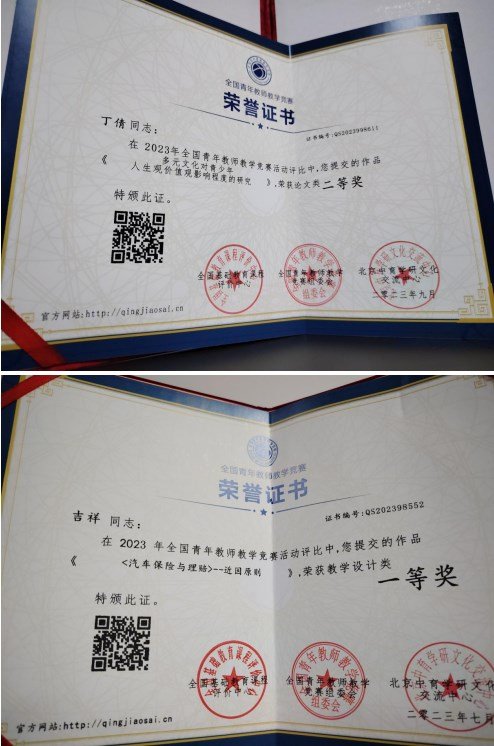 全国青年教师教学竞赛
荣誉证书
证书编号:QS2023998611
丁倩同志:
在2023年全国青年教师教学竞赛活动评比中,您提交的作品
《 多元文化对青少年
人生观价值观影响程度的研究 》,荣获论文类二等奖
特颁此证。
全国基础教育课程
评价中心
全国青年教师教学
竞赛组委会
北京中育学研文化
交流中心
二〇二三年九月
官方网站:http://qingjiaosai.cn
全国青年教师教学竞赛
荣誉证书
证书编号:QS202398552
吉祥 同志:
在 2023 年全国青年教师教学竞赛活动评比中,您提交的作品
《 <汽车保险与理赔>--近因原则 》,荣获教学设计类
一等奖
特颁此证。
全国基础教育课程
评价中心
全国青年教师教学
竞赛组委会
北京中育学研文化
交流中心
二〇二三年七月
官方网站:http://qingjiaosai.cn